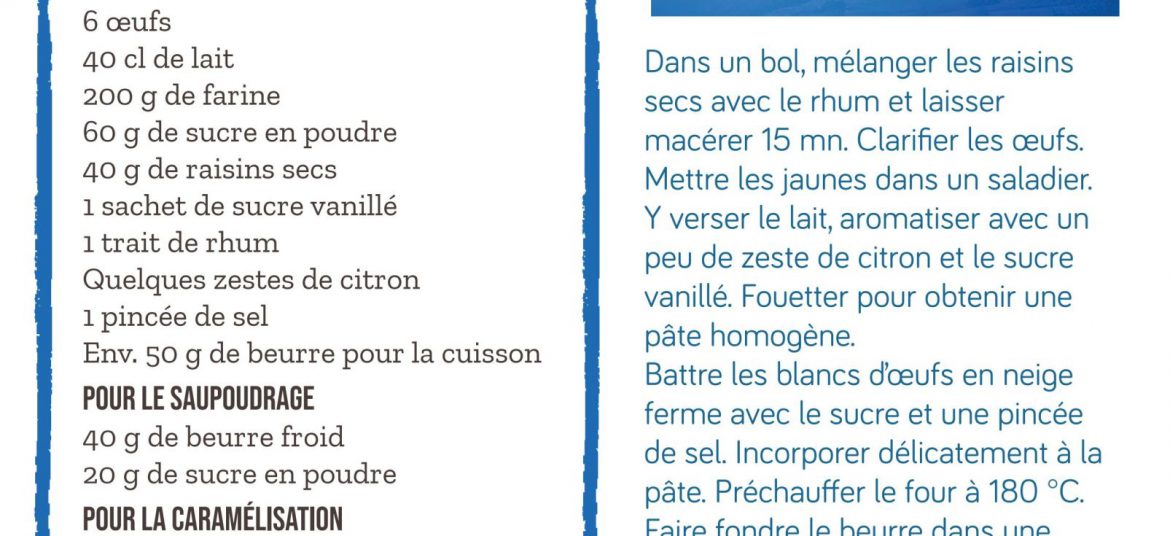 6 œufs
40 cl de lait
200 g de farine
60 g de sucre en poudre
40 g de raisins secs
1 sachet de sucre vanillé
1 trait de rhum
Quelques zestes de citron
1 pincée de sel
Env. 50 g de beurre pour la cuisson
POUR LE SAUPOUDRAGE
40 g de beurre froid
20 g de sucre en poudre
POUR LA CARAMÉLISATION
Dans un bol, mélanger les raisins
secs avec le rhum et laisser
macérer 15 mn. Clarifier les œufs.
Mettre les jaunes dans un saladier.
Y verser le lait, aromatiser avec un
peu de zeste de citron et le sucre
vanillé. Fouetter pour obtenir une
pâte homogène.
Battre les blancs d'œufs en neige
ferme avec le sucre et une pincée
de sel. Incorporer délicatement à la
pâte. Préchauffer le four à 180 °C.
Faire fondre le beurre dans une